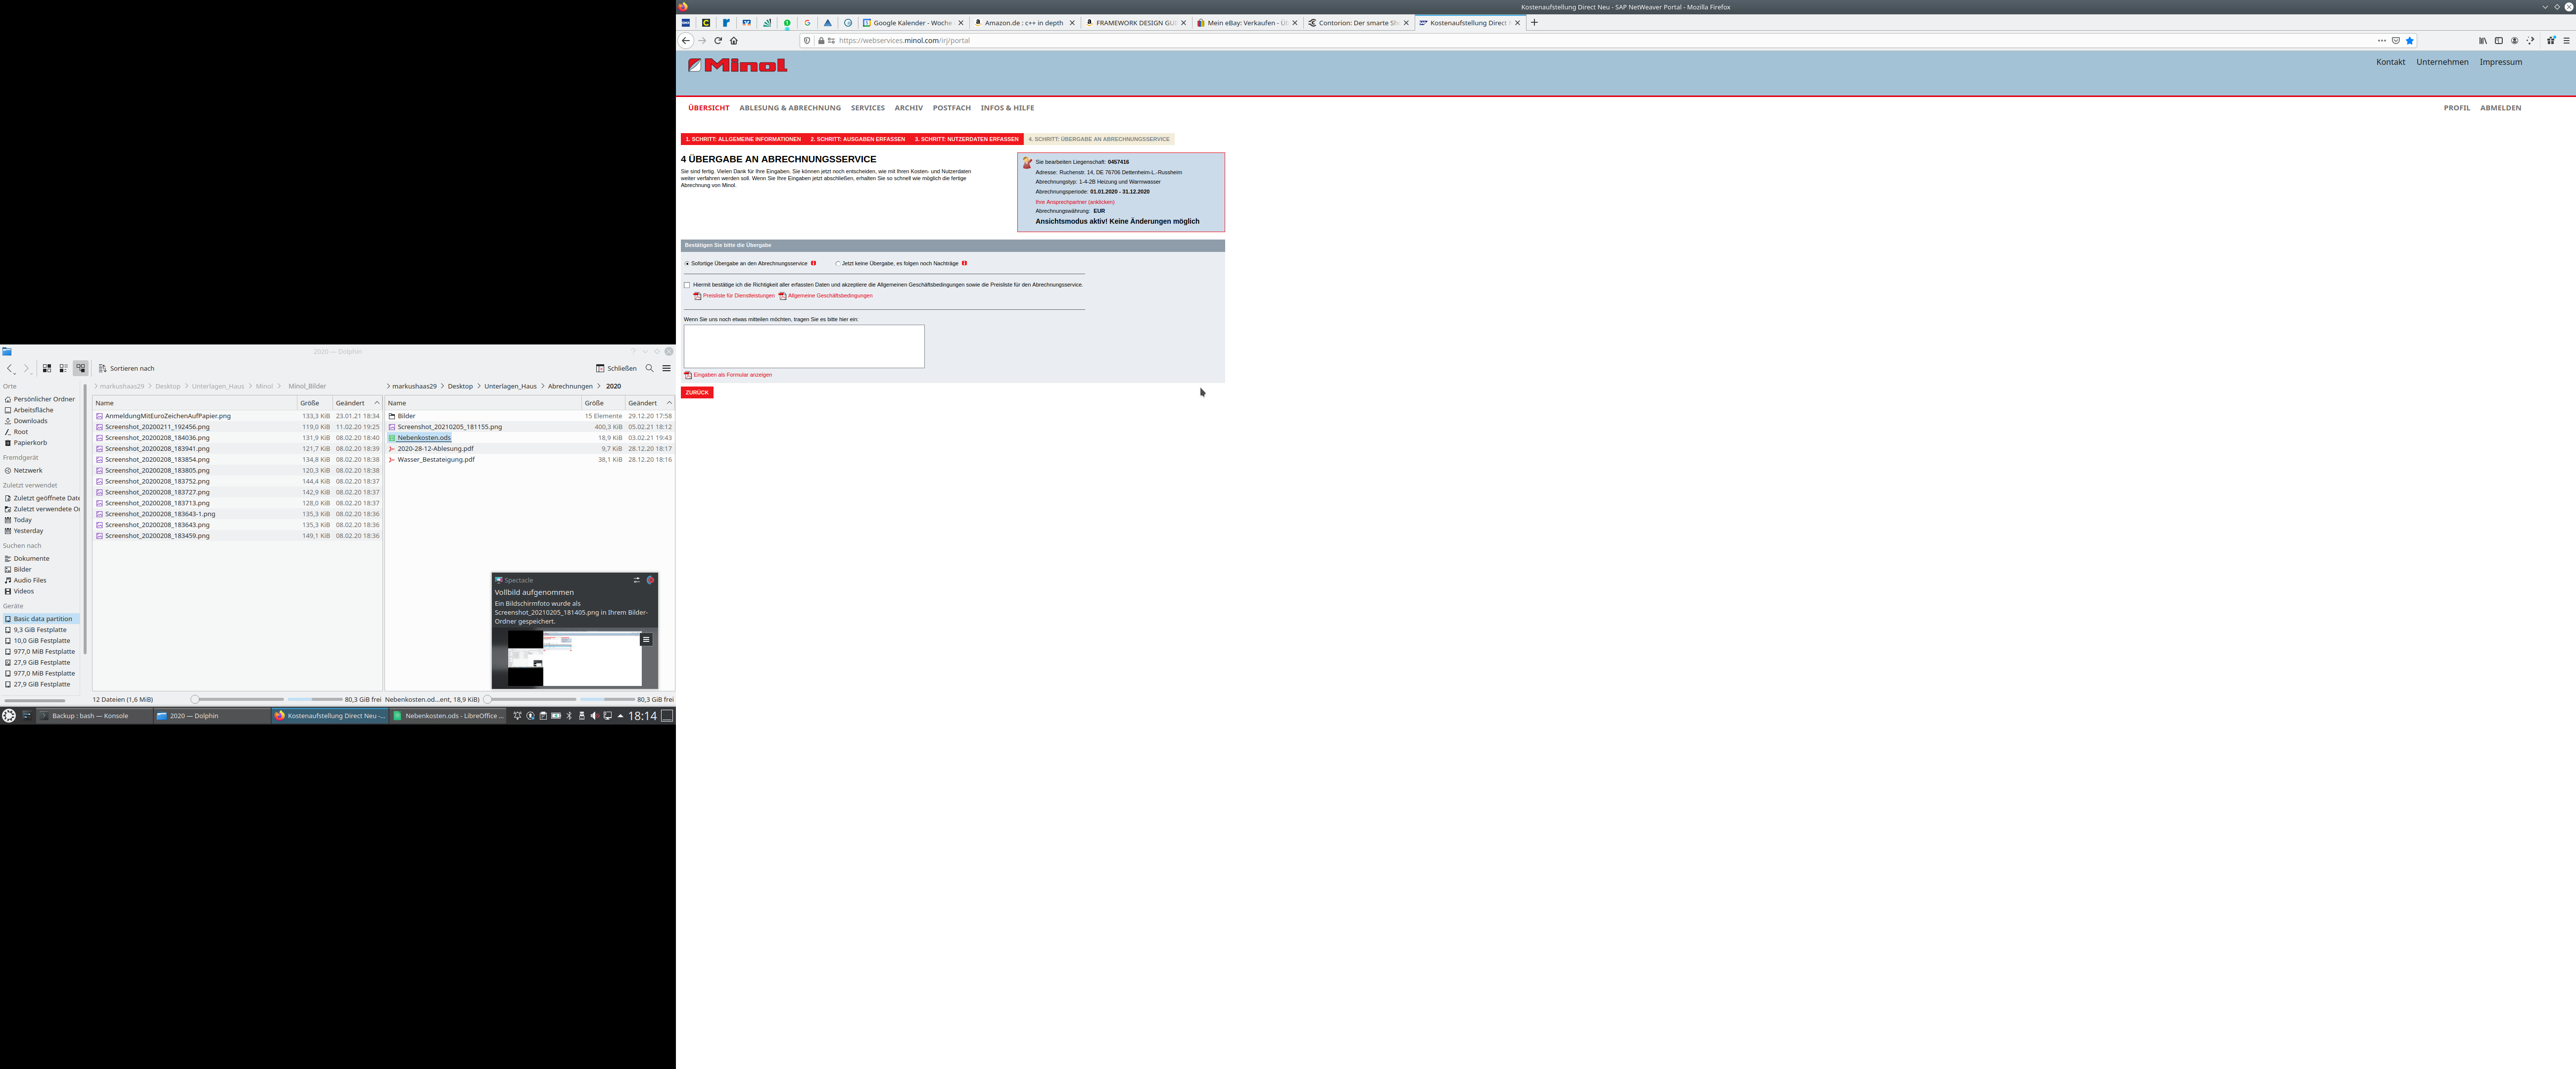 Kostenaufstellung Direct Neu - SAP NetWeaver Portal - Mozilla Firefox
Google Kalender - Woche
Amazon.de : c++ in depth
FRAMEWORK DESIGN GUI
Mein eBay: Verkaufen - Üb
Contorion: Der smarte Sh
Kostenaufstellung Direct
https://webservices.minol.com/irj/portal
Minol
Kontakt Unternehmen Impressum
ÜBERSICHT ABLESUNG & ABRECHNUNG SERVICES ARCHIV POSTFACH INFOS & HILFE
PROFIL ABMELDEN
1. SCHRITT: ALLGEMEINE INFORMATIONEN 2. SCHRITT: AUSGABEN ERFASSEN 3. SCHRITT: NUTZERDATEN ERFASSEN 4. SCHRITT: ÜBERGABE AN ABRECHNUNGSSERVICE
4 ÜBERGABE AN ABRECHNUNGSSERVICE
Sie sind fertig. Vielen Dank für Ihre Eingaben. Sie können jetzt noch entscheiden, wie mit Ihren Kosten- und Nutzerdaten
weiter verfahren werden soll. Wenn Sie Ihre Eingaben jetzt abschließen, erhalten Sie so schnell wie möglich die fertige
Abrechnung von Minol.
Sie bearbeiten Liegenschaft: 0457416
Adresse: Ruchenstr. 14, DE 76706 Dettenheim-L.-Russheim
Abrechnungstyp: 1-4-2B Heizung und Warmwasser
Abrechnungsperiode: 01.01.2020 - 31.12.2020
Ihre Ansprechpartner (anklicken)
Abrechnungswährung: EUR
Ansichtsmodus aktiv! Keine Änderungen möglich
Bestätigen Sie bitte die Übergabe
Sofortige Übergabe an den Abrechnungsservice
Jetzt keine Übergabe, es folgen noch Nachträge
Hiermit bestätige ich die Richtigkeit aller erfassten Daten und akzeptiere die Allgemeinen Geschäftsbedingungen sowie die Preisliste für den Abrechnungsservice.
Preisliste für Dienstleistungen Allgemeine Geschäftsbedingungen
Wenn Sie uns noch etwas mitteilen möchten, tragen Sie es bitte hier ein:
Eingaben als Formular anzeigen
ZURÜCK
2020 — Dolphin
Sortieren nach
Schließen
Orte
Persönlicher Ordner
Arbeitsfläche
Downloads
Root
Papierkorb
Fremdgerät
Netzwerk
Zuletzt verwendet
Zuletzt geöffnete Date
Zuletzt verwendete Or
Today
Yesterday
Suchen nach
Dokumente
Bilder
Audio Files
Videos
Geräte
Basic data partition
9,3 GiB Festplatte
10,0 GiB Festplatte
977,0 MiB Festplatte
27,9 GiB Festplatte
977,0 MiB Festplatte
27,9 GiB Festplatte
markushaas29 Desktop Unterlagen_Haus Minol Minol_Bilder
Name Größe Geändert
AnmeldungMitEuroZeichenAufPapier.png 133,3 KiB 23.01.21 18:34
Screenshot_20200211_192456.png 119,0 KiB 11.02.20 19:25
Screenshot_20200208_184036.png 131,9 KiB 08.02.20 18:40
Screenshot_20200208_183941.png 121,7 KiB 08.02.20 18:39
Screenshot_20200208_183854.png 134,8 KiB 08.02.20 18:38
Screenshot_20200208_183805.png 120,3 KiB 08.02.20 18:38
Screenshot_20200208_183752.png 144,4 KiB 08.02.20 18:37
Screenshot_20200208_183727.png 142,9 KiB 08.02.20 18:37
Screenshot_20200208_183713.png 128,0 KiB 08.02.20 18:37
Screenshot_20200208_183643-1.png 135,3 KiB 08.02.20 18:36
Screenshot_20200208_183643.png 135,3 KiB 08.02.20 18:36
Screenshot_20200208_183459.png 149,1 KiB 08.02.20 18:36
12 Dateien (1,6 MiB) 80,3 GiB frei
markushaas29 Desktop Unterlagen_Haus Abrechnungen 2020
Name Größe Geändert
Bilder 15 Elemente 29.12.20 17:58
Screenshot_20210205_181155.png 400,3 KiB 05.02.21 18:12
Nebenkosten.ods 18,9 KiB 03.02.21 19:43
2020-28-12-Ablesung.pdf 9,7 KiB 28.12.20 18:17
Wasser_Bestateigung.pdf 38,1 KiB 28.12.20 18:16
Spectacle
Vollbild aufgenommen
Ein Bildschirmfoto wurde als
Screenshot_20210205_181405.png in Ihrem Bilder-
Ordner gespeichert.
Nebenkosten.od...ent, 18,9 KiB) 80,3 GiB frei
Backup : bash — Konsole
2020 — Dolphin
Kostenaufstellung Direct Neu -...
Nebenkosten.ods - LibreOffice ...
18:14